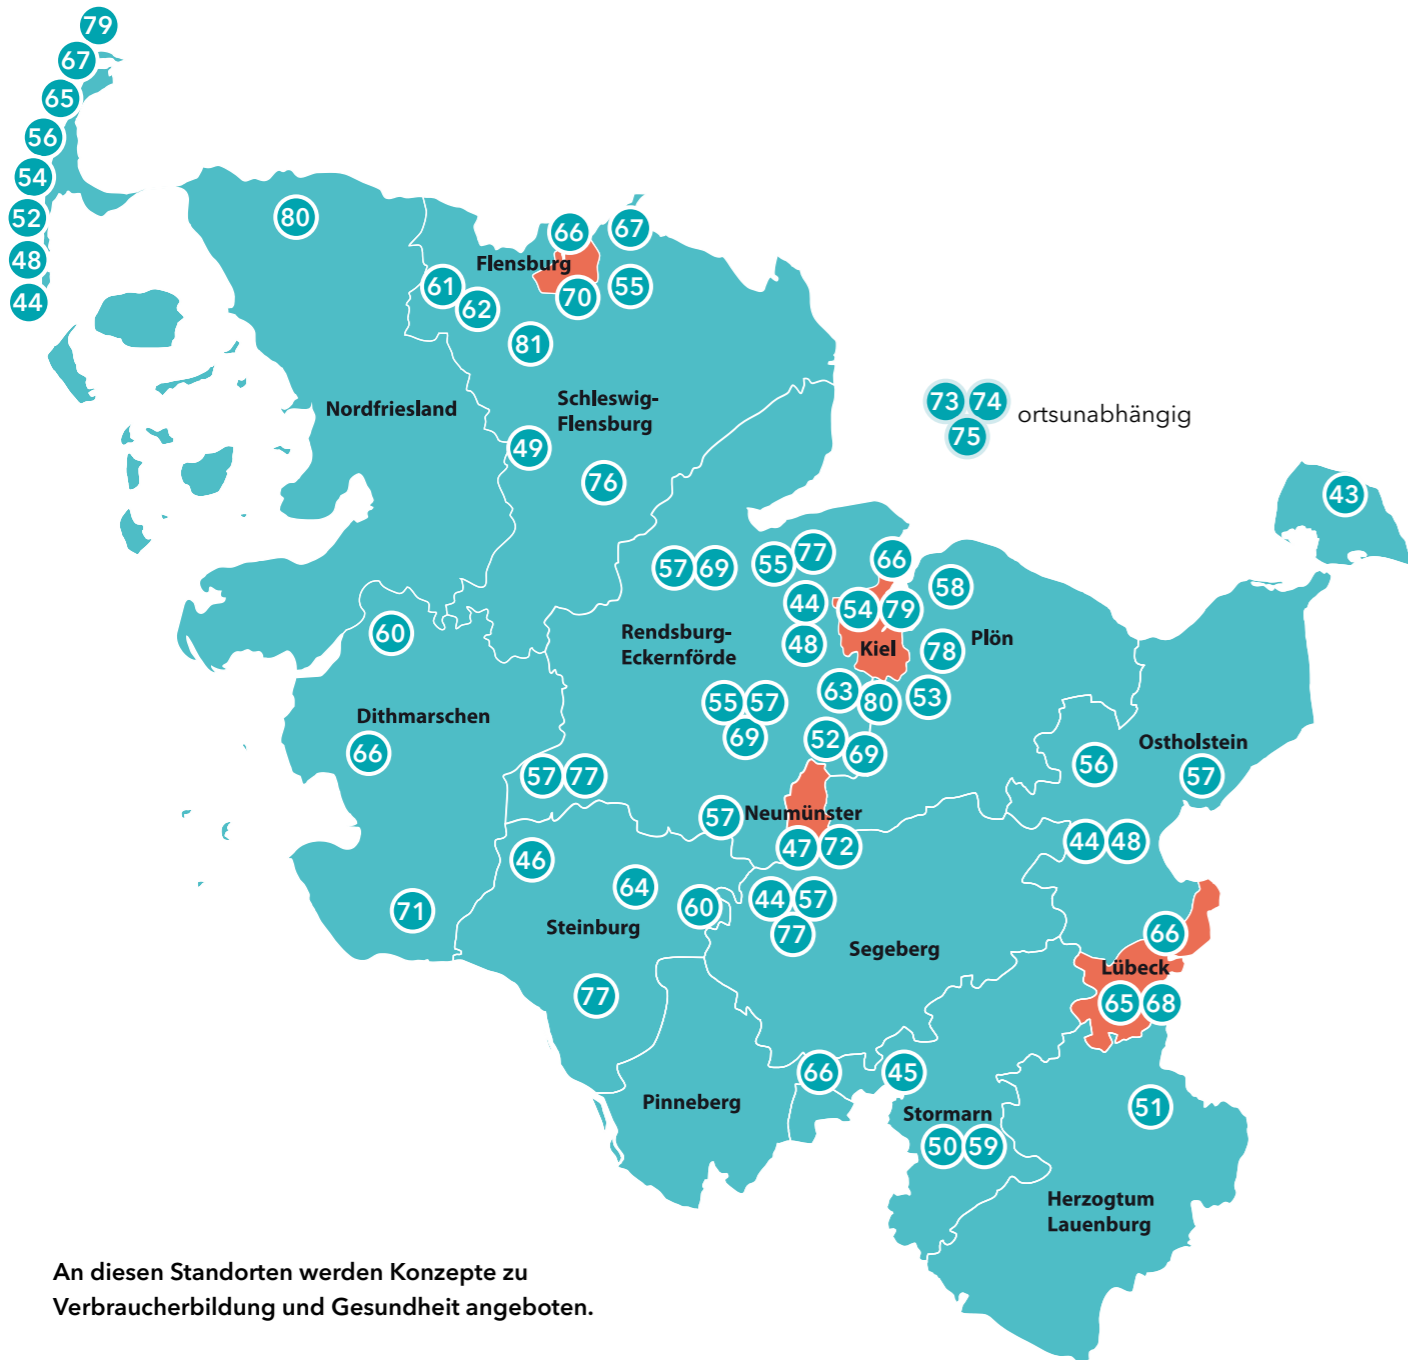 79
67
65
56
54
52
48
44
80
66
67
Flensburg
61
62
70
55
81
Nordfriesland
Schleswig-
Flensburg
73 74
75
ortsunabhängig
49
76
43
57 69
55 77
66
58
44
54 79
48
Rendsburg-
Eckernförde
Kiel
78
Plön
60
63
80
53
55 57
69
Dithmarschen
66
52
69
Ostholstein
56
57
57 77
57
Neumünster
47 72
44 48
46
64
60
44 57
77
71
Steinburg
Segeberg
66
Lübeck
65 68
77
66
45
Pinneberg
Stormarn
51
50 59
Herzogtum
Lauenburg
An diesen Standorten werden Konzepte zu
Verbraucherbildung und Gesundheit angeboten.